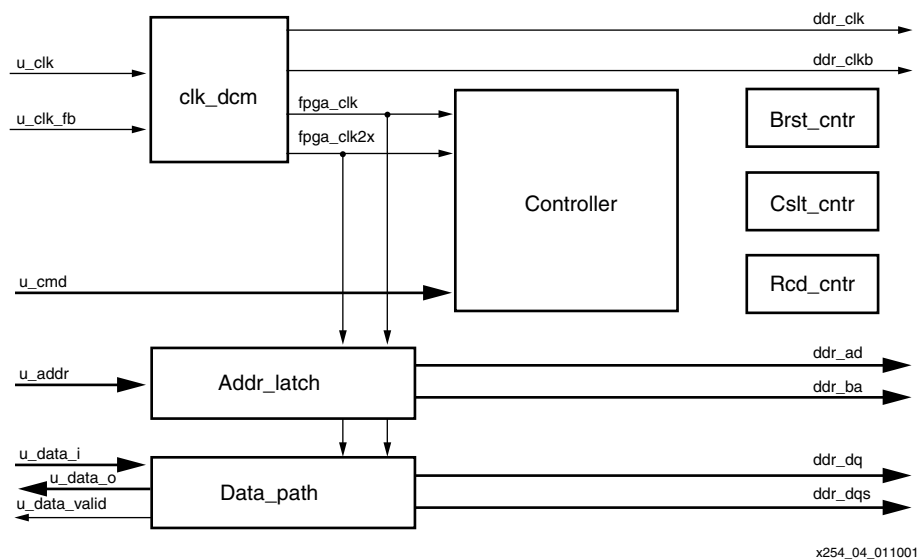 ddr_clk
u_clk
ddr_clkb
clk_dcm
fpga_clk
u_clk_fb
Brst_cntr
fpga_clk2x
Controller
Cslt_cntr
u_cmd
Rcd_cntr
ddr_ad
u_addr
Addr_latch
ddr_ba
u_data_i
ddr_dq
u_data_o
Data_path
u_data_valid
ddr_dqs
x254_04_011001